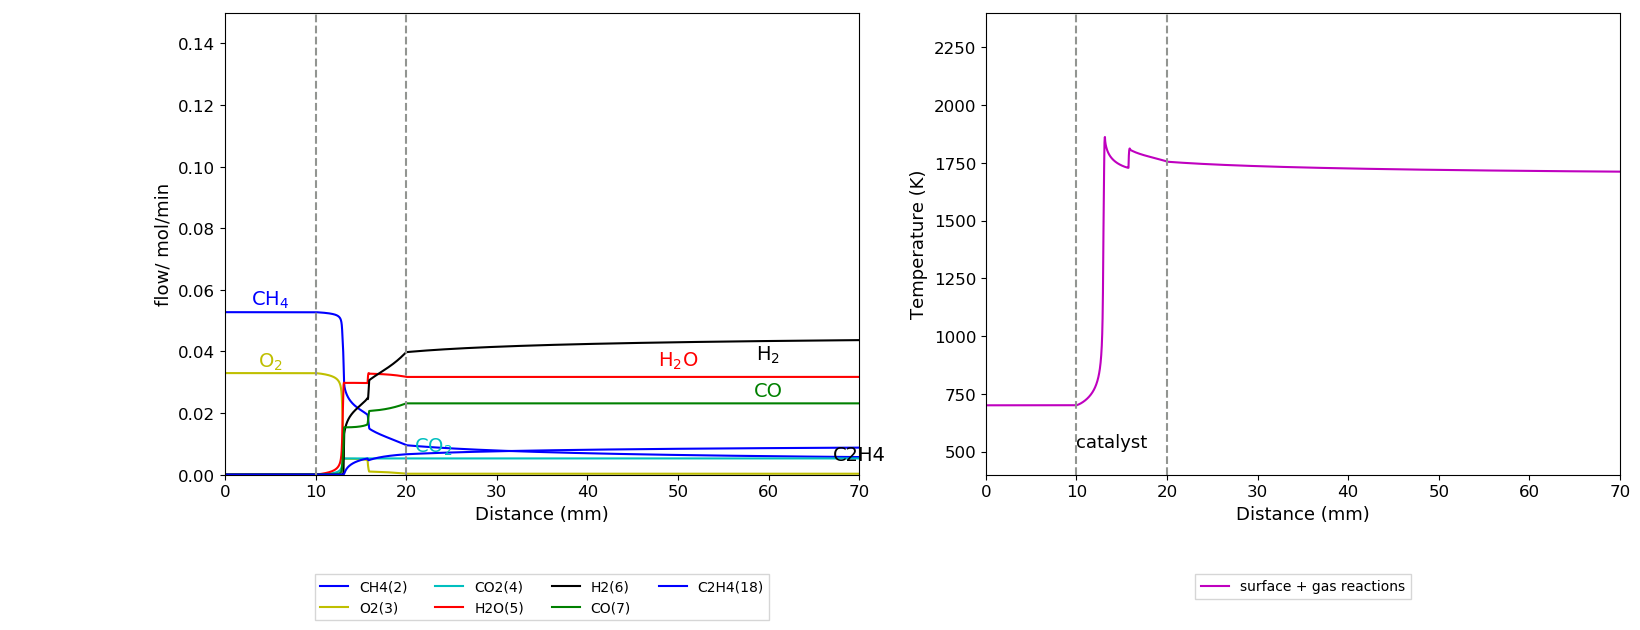 0.14
0.12
0.10
0.08
0.06
0.04
0.02
0.00
flow/ mol/min
CH4
O2
H2O
H2
CO
CO2
C2H4
0 10 20 30 40 50 60 70
Distance (mm)
CH4(2) CO2(4) H2(6) C2H4(18)
O2(3) H2O(5) CO(7)
2250
2000
1750
1500
1250
1000
750
500
Temperature (K)
catalyst
0 10 20 30 40 50 60 70
Distance (mm)
surface + gas reactions